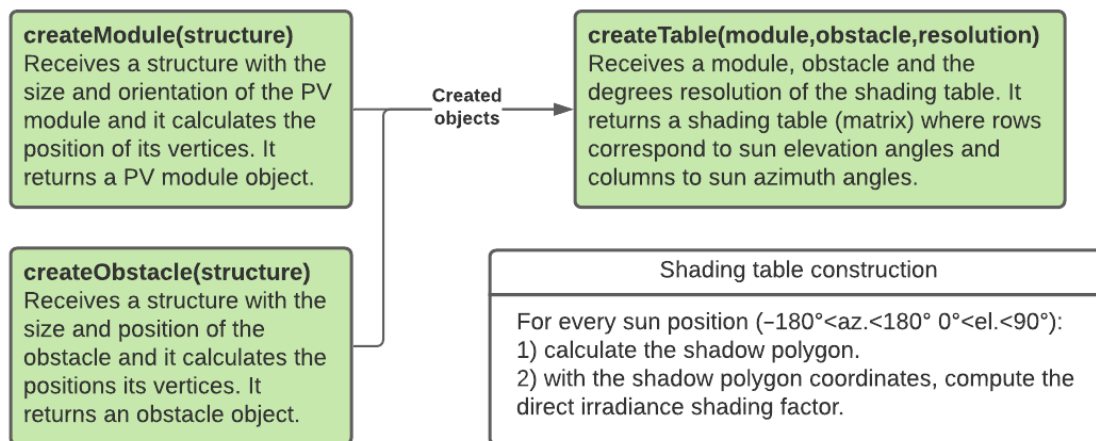 createModule(structure)
Receives a structure with the
size and orientation of the PV
module and it calculates the
position of its vertices. It
returns a PV module object.
Created
objects
createTable(module,obstacle,resolution)
Receives a module, obstacle and the
degrees resolution of the shading table. It
returns a shading table (matrix) where rows
correspond to sun elevation angles and
columns to sun azimuth angles.
createObstacle(structure)
Receives a structure with the
size and position of the
obstacle and it calculates the
positions its vertices. It
returns an obstacle object.
Shading table construction
For every sun position (−180°<az.<180° 0°<el.<90°):
1) calculate the shadow polygon.
2) with the shadow polygon coordinates, compute the
direct irradiance shading factor.